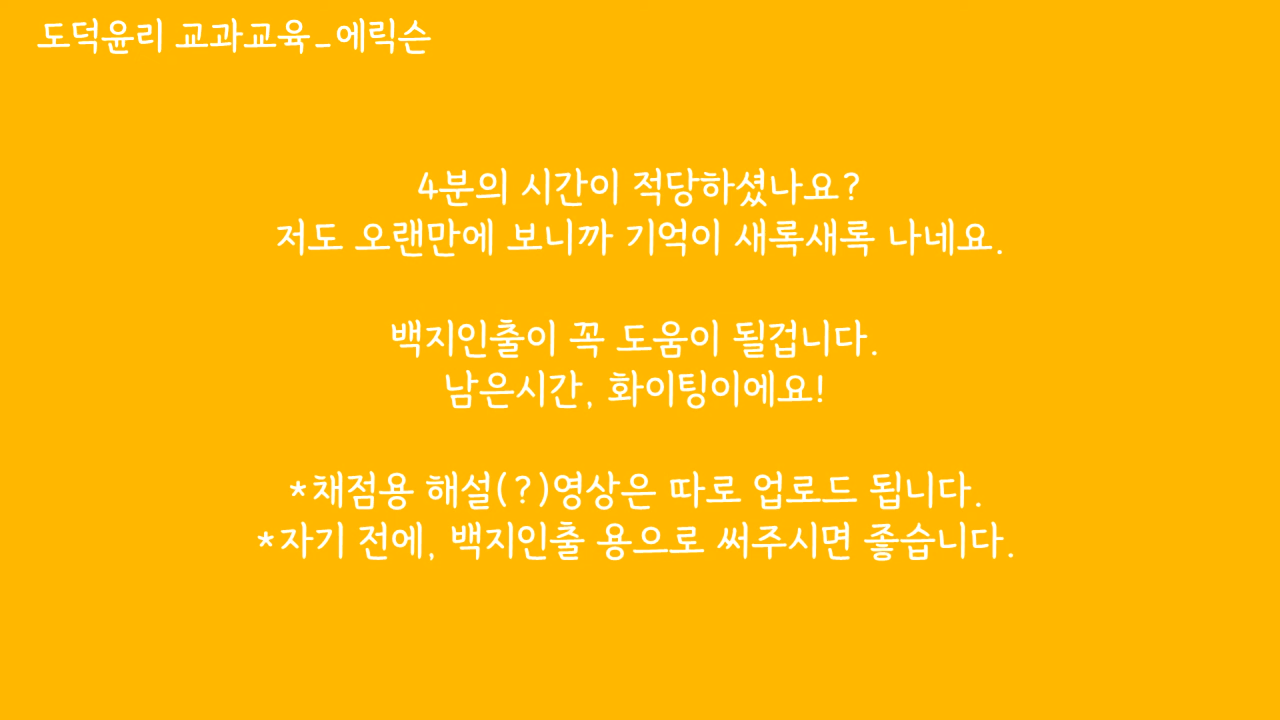 도덕윤리 교과교육_에릭슨
4분의 시간이 적당하셨나요?
저도 오랜만에 보니까 기억이 새록새록 나네요.
백지인출이 꼭 도움이 될겁니다.
남은시간, 화이팅이에요!
*채점용 해설(?)영상은 따로 업로드 됩니다.
*자기 전에, 백지인출 용으로 써주시면 좋습니다.